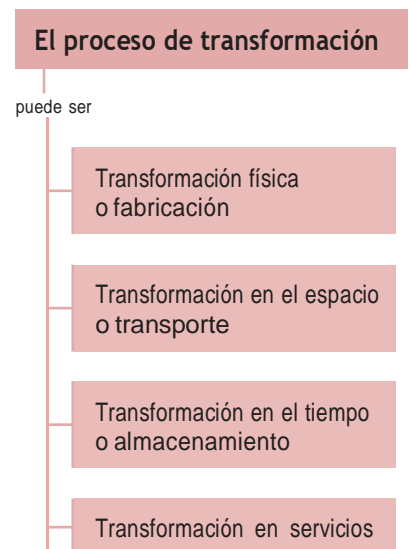 El proceso de transformación
puede ser
Transformación física
o fabricación
Transformación en el espacio
o transporte
Transformación en el tiempo
o almacenamiento
Transformación en servicios